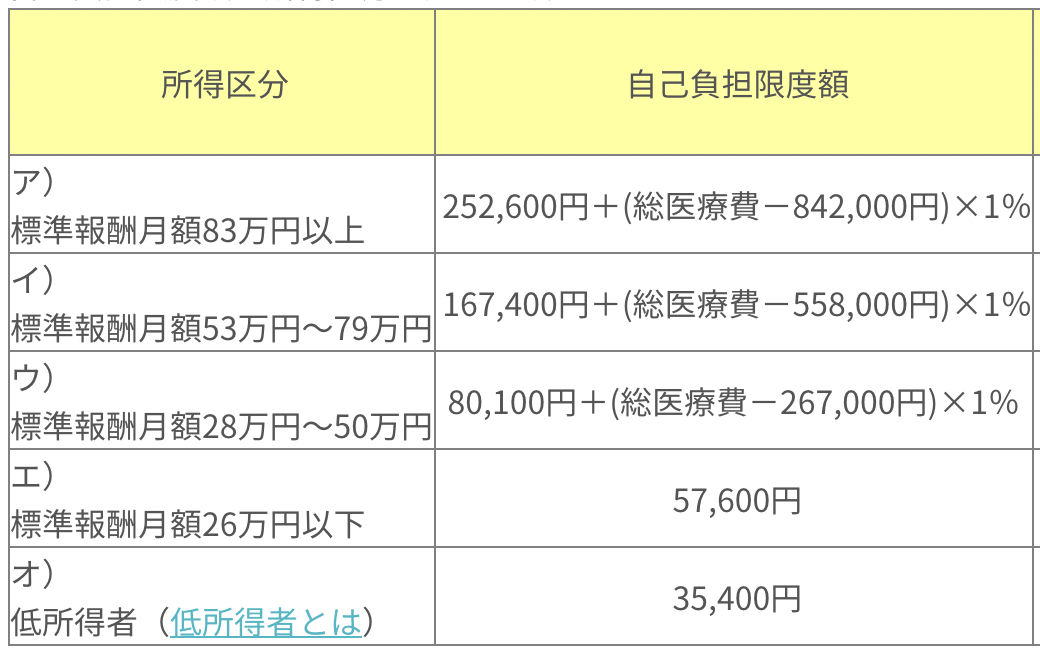 所得区分
自己負担限度額
ア）
標準報酬月額83万円以上
252,600円＋(総医療費－842,000円)×1%
イ）
標準報酬月額53万円〜79万円
167,400円＋(総医療費－558,000円)×1%
ウ）
標準報酬月額28万円〜50万円
80,100円＋(総医療費－267,000円)×1%
エ）
標準報酬月額26万円以下
57,600円
オ）
低所得者（低所得者とは）
35,400円